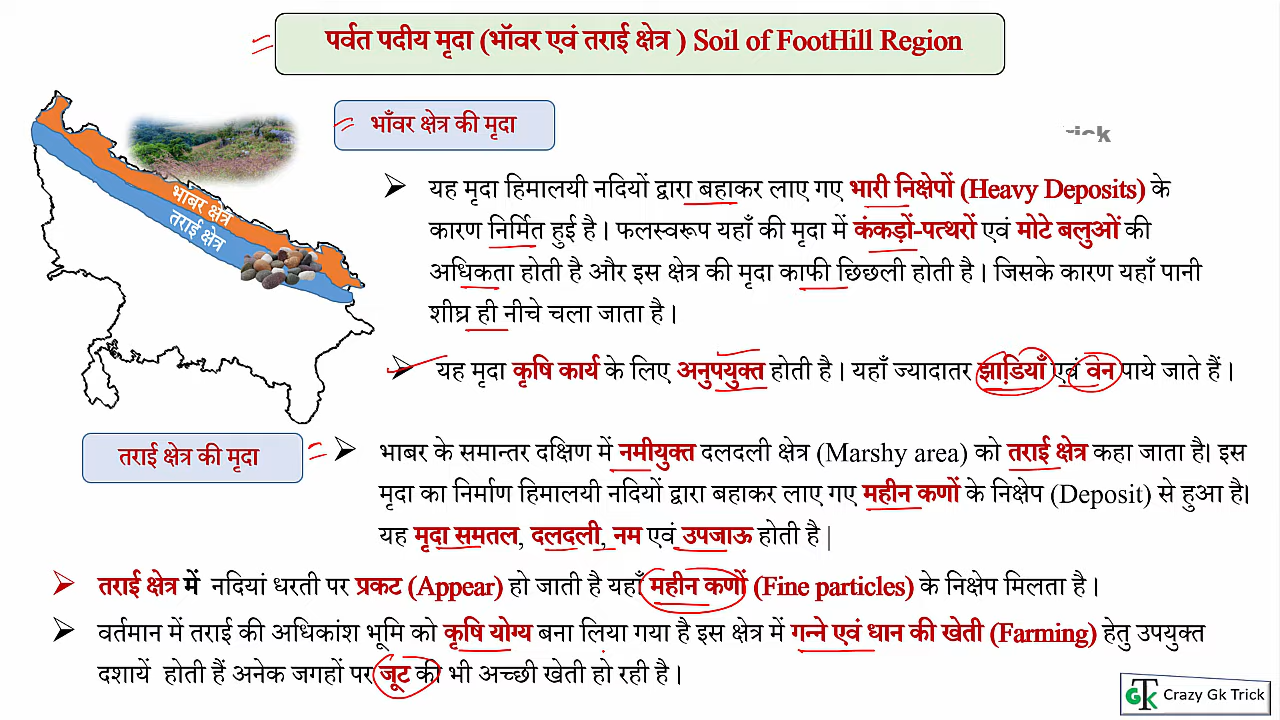 पर्वत पदीय मृदा (भॉवर एवं तराई क्षेत्र ) Soil of FootHill Region
भाँवर क्षेत्र की मृदा
भाबर क्षेत्र
तराई क्षेत्र
यह मृदा हिमालयी नदियों द्वारा बहाकर लाए गए भारी निक्षेपों (Heavy Deposits) के
कारण निर्मित हुई है। फलस्वरूप यहाँ की मृदा में कंकड़ों-पत्थरों एवं मोटे बलुओं की
अधिकता होती है और इस क्षेत्र की मृदा काफी छिछली होती है। जिसके कारण यहाँ पानी
शीघ्र ही नीचे चला जाता है।
यह मृदा कृषि कार्य के लिए अनुपयुक्त होती है। यहाँ ज्यादातर झाडि़याँ एवं वन पाये जाते हैं।
तराई क्षेत्र की मृदा
भाबर के समान्तर दक्षिण में नमीयुक्त दलदली क्षेत्र (Marshy area) को तराई क्षेत्र कहा जाता है। इस
मृदा का निर्माण हिमालयी नदियों द्वारा बहाकर लाए गए महीन कणों के निक्षेप (Deposit) से हुआ है।
यह मृदा समतल, दलदली, नम एवं उपजाऊ होती है |
तराई क्षेत्र में नदियां धरती पर प्रकट (Appear) हो जाती है यहाँ महीन कणों (Fine particles) के निक्षेप मिलता है।
वर्तमान में तराई की अधिकांश भूमि को कृषि योग्य बना लिया गया है इस क्षेत्र में गन्ने एवं धान की खेती (Farming) हेतु उपयुक्त
दशायें होती हैं अनेक जगहों पर जूट की भी अच्छी खेती हो रही है।
GTK Crazy Gk Trick